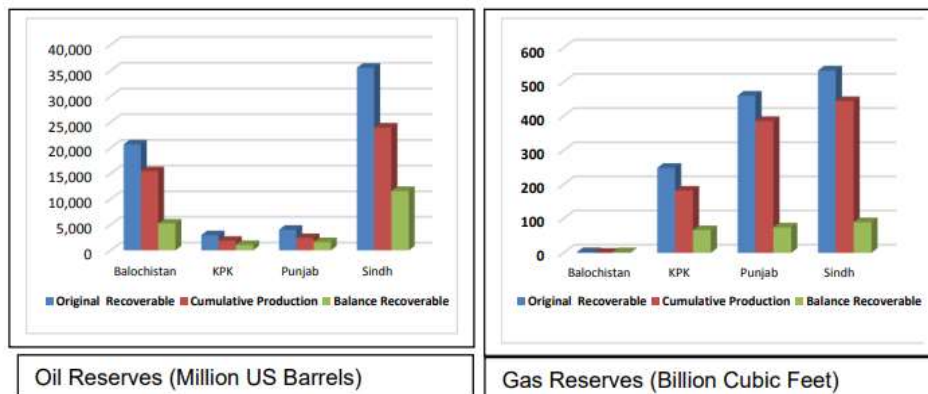 40,000
35,000
30,000
25,000
20,000
15,000
10,000
5,000
0
Balochistan KPK Punjab Sindh
Original Recoverable Cumulative Production Balance Recoverable
Oil Reserves (Million US Barrels)
600
500
400
300
200
100
0
Balochistan KPK Punjab Sindh
Original Recoverable Cumulative Production Balance Recoverable
Gas Reserves (Billion Cubic Feet)